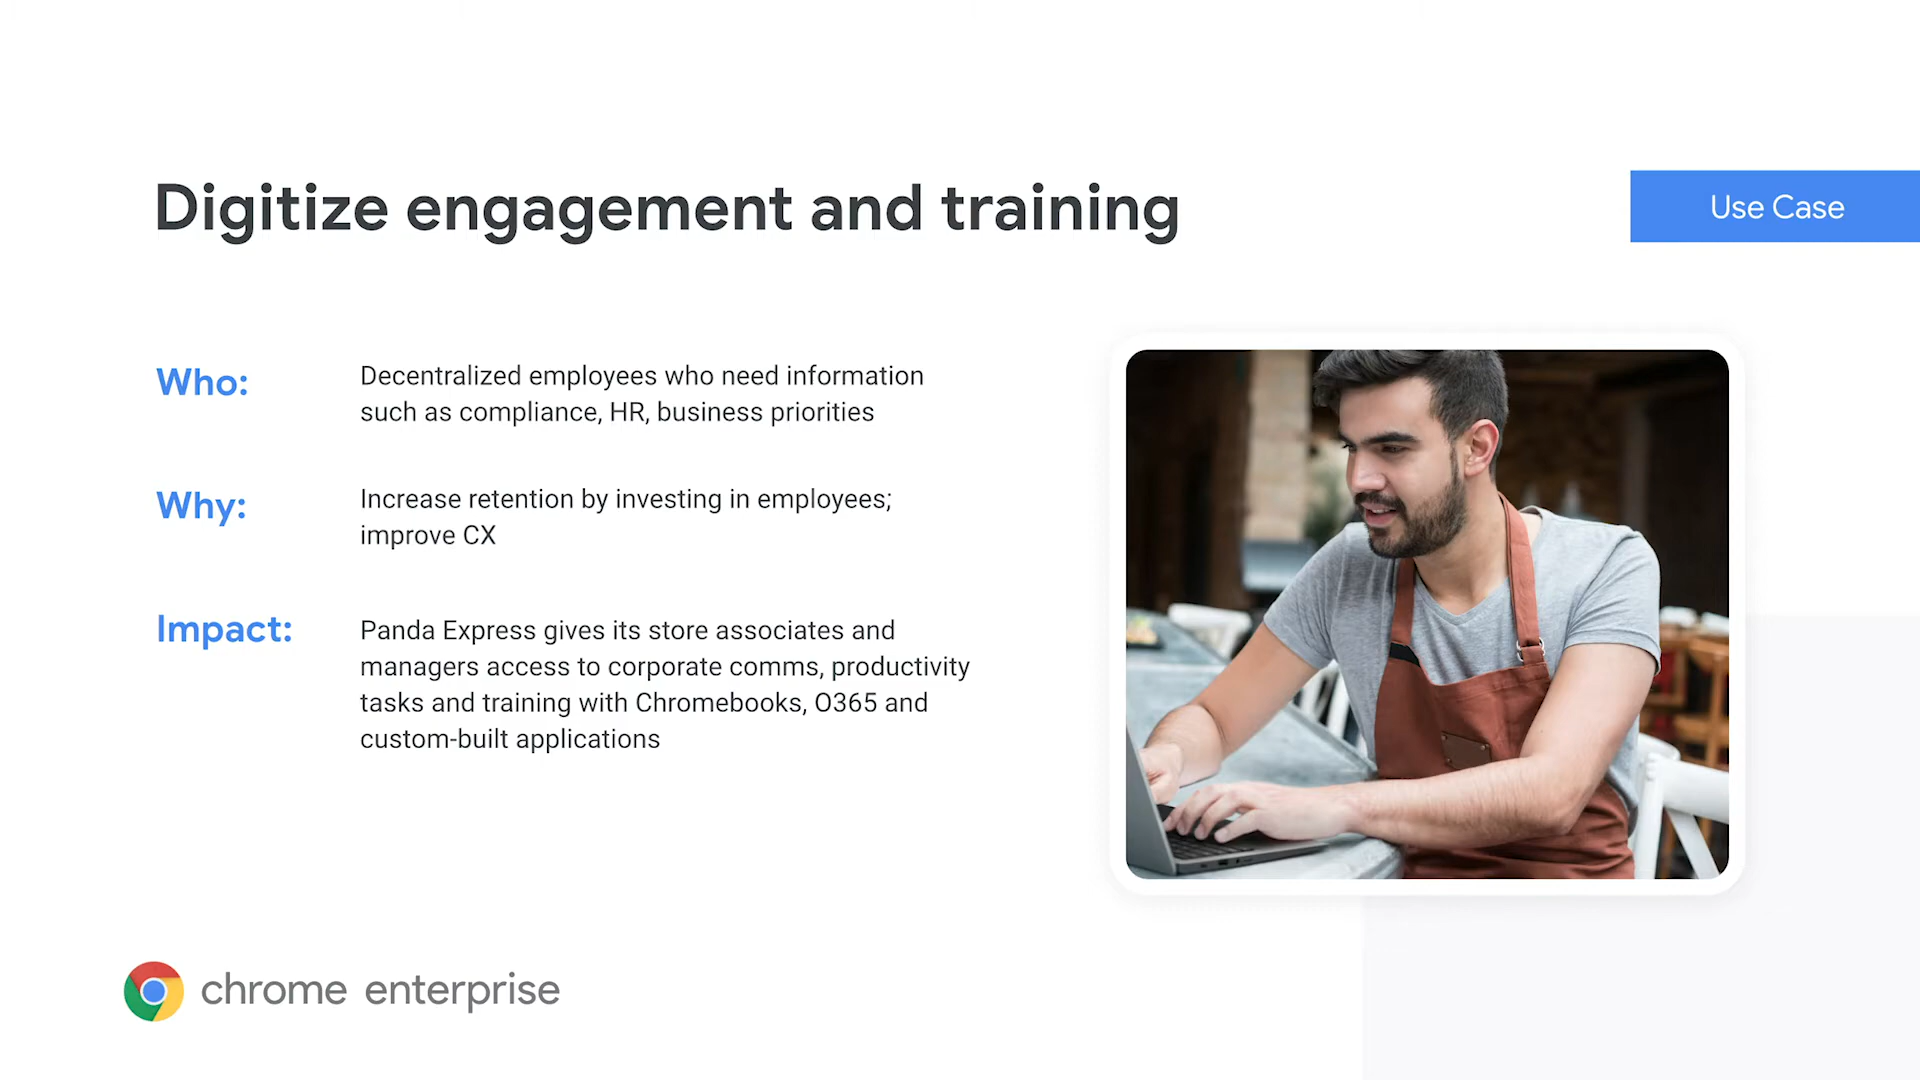 Digitize engagement and training
Use Case
Who:
Decentralized employees who need information
such as compliance, HR, business priorities
Why:
Increase retention by investing in employees;
improve CX
Impact:
Panda Express gives its store associates and
managers access to corporate comms, productivity
tasks and training with Chromebooks, O365 and
custom-built applications
chrome enterprise